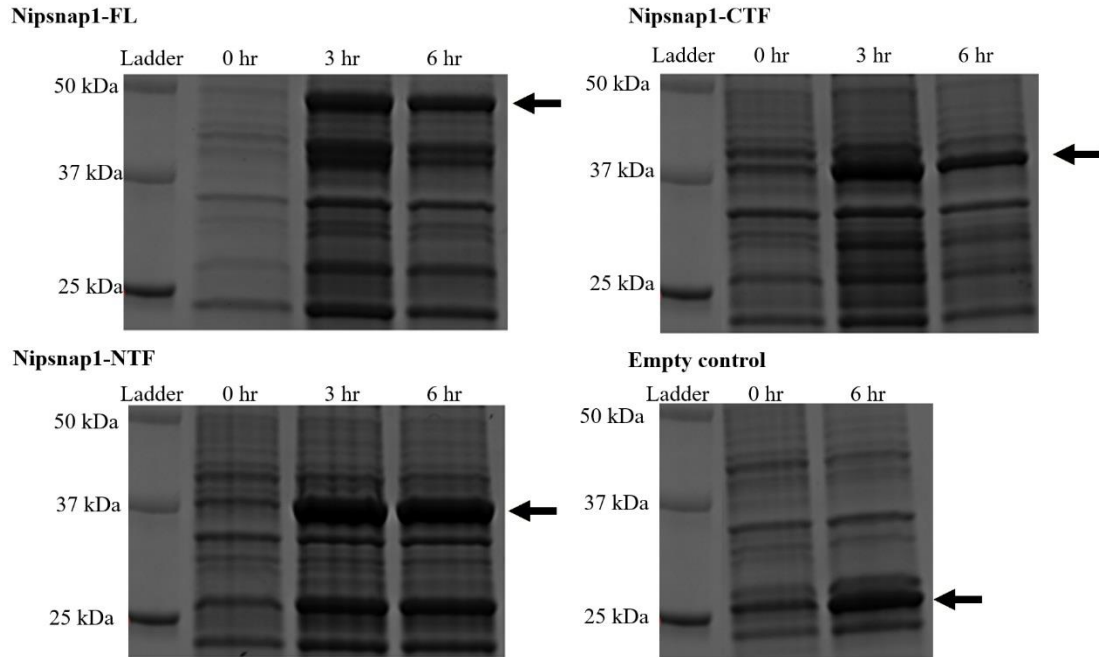 Nipsnap1-FL
Ladder 0 hr 3 hr 6 hr
50 kDa
37 kDa
25 kDa
Nipsnap1-CTF
Ladder 0 hr 3 hr 6 hr
50 kDa
37 kDa
25 kDa
Nipsnap1-NTF
Ladder 0 hr 3 hr 6 hr
50 kDa
37 kDa
25 kDa
Empty control
Ladder 0 hr 6 hr
50 kDa
37 kDa
25 kDa